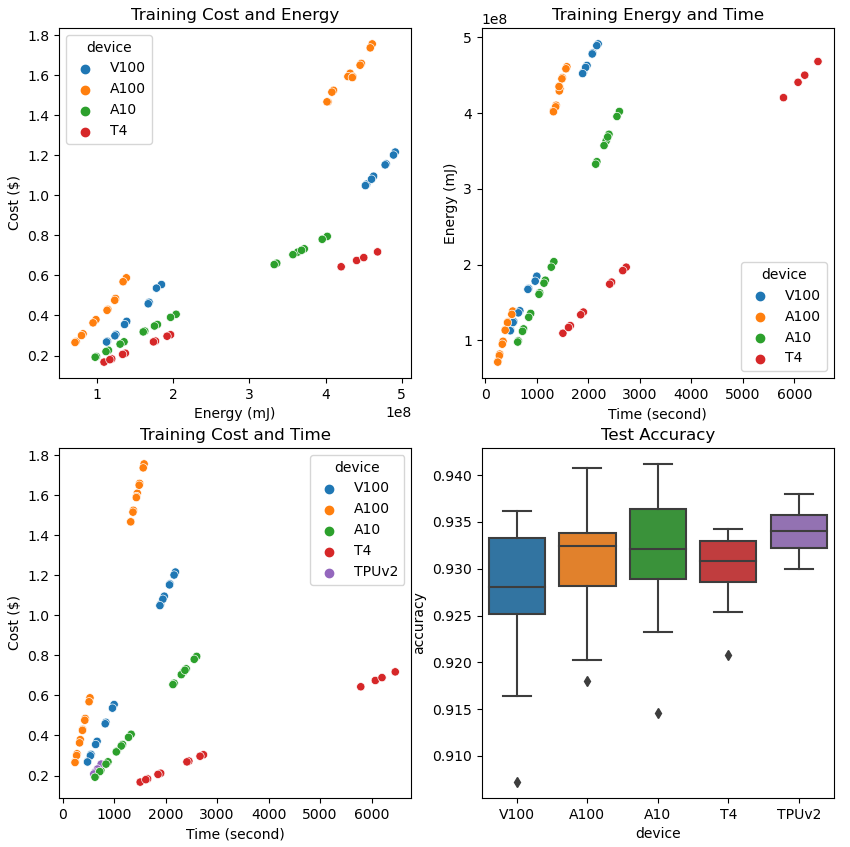 Training Cost and Energy
1.8
1.6
1.4
1.2
1.0
0.8
0.6
0.4
0.2
Cost ($)
device
V100
A100
A10
T4
1
2
3
4
5
1e8
Energy (mJ)
Training Energy and Time
1e8
5
4
3
2
1
Energy (mJ)
device
V100
A100
A10
T4
0
1000
2000
3000
4000
5000
6000
Time (second)
Training Cost and Time
1.8
1.6
1.4
1.2
1.0
0.8
0.6
0.4
0.2
Cost ($)
device
V100
A100
A10
T4
TPUv2
0
1000
2000
3000
4000
5000
6000
Time (second)
Test Accuracy
0.940
0.935
0.930
0.925
0.920
0.915
0.910
accuracy
V100
A100
A10
T4
TPUv2
device